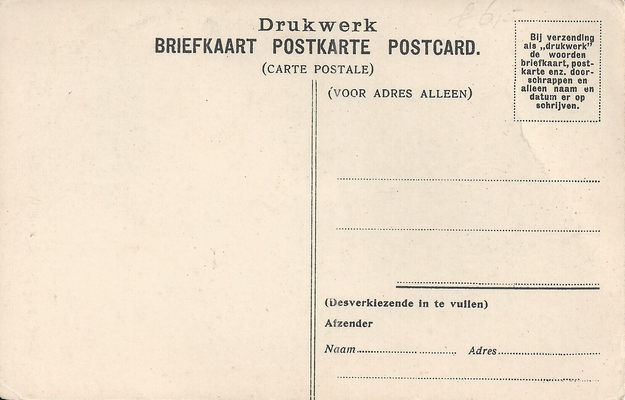 Drukwerk
BRIEFKAART POSTKARTE POSTCARD.
(CARTE POSTALE)
(VOOR ADRES ALLEEN)
Bij verzending
als „drukwerk"
de woorden
briefkaart, post-
karte enz. door-
schrappen en
alleen naam en
datum er op
schrijven.
(Desverkiezende in te vullen)
Afzender
Naam
Adres